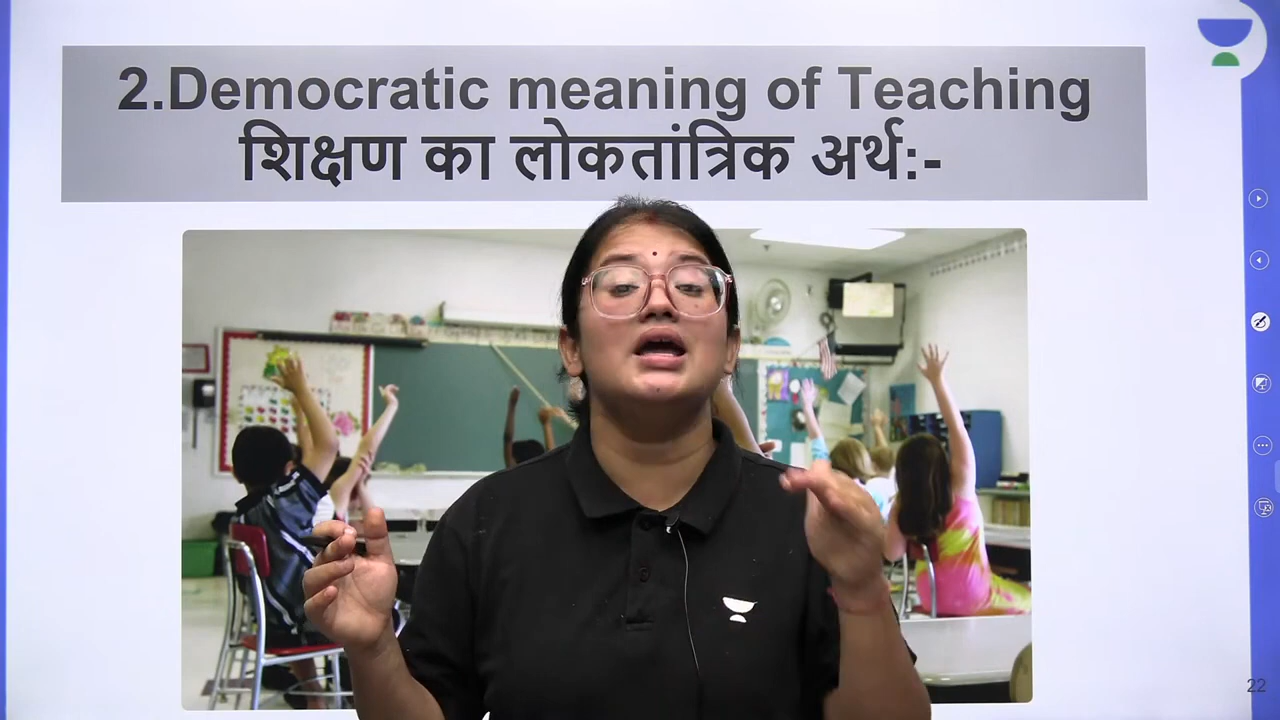 2.Democratic meaning of Teaching
शिक्षण का लोकतांत्रिक अर्थ:-
22